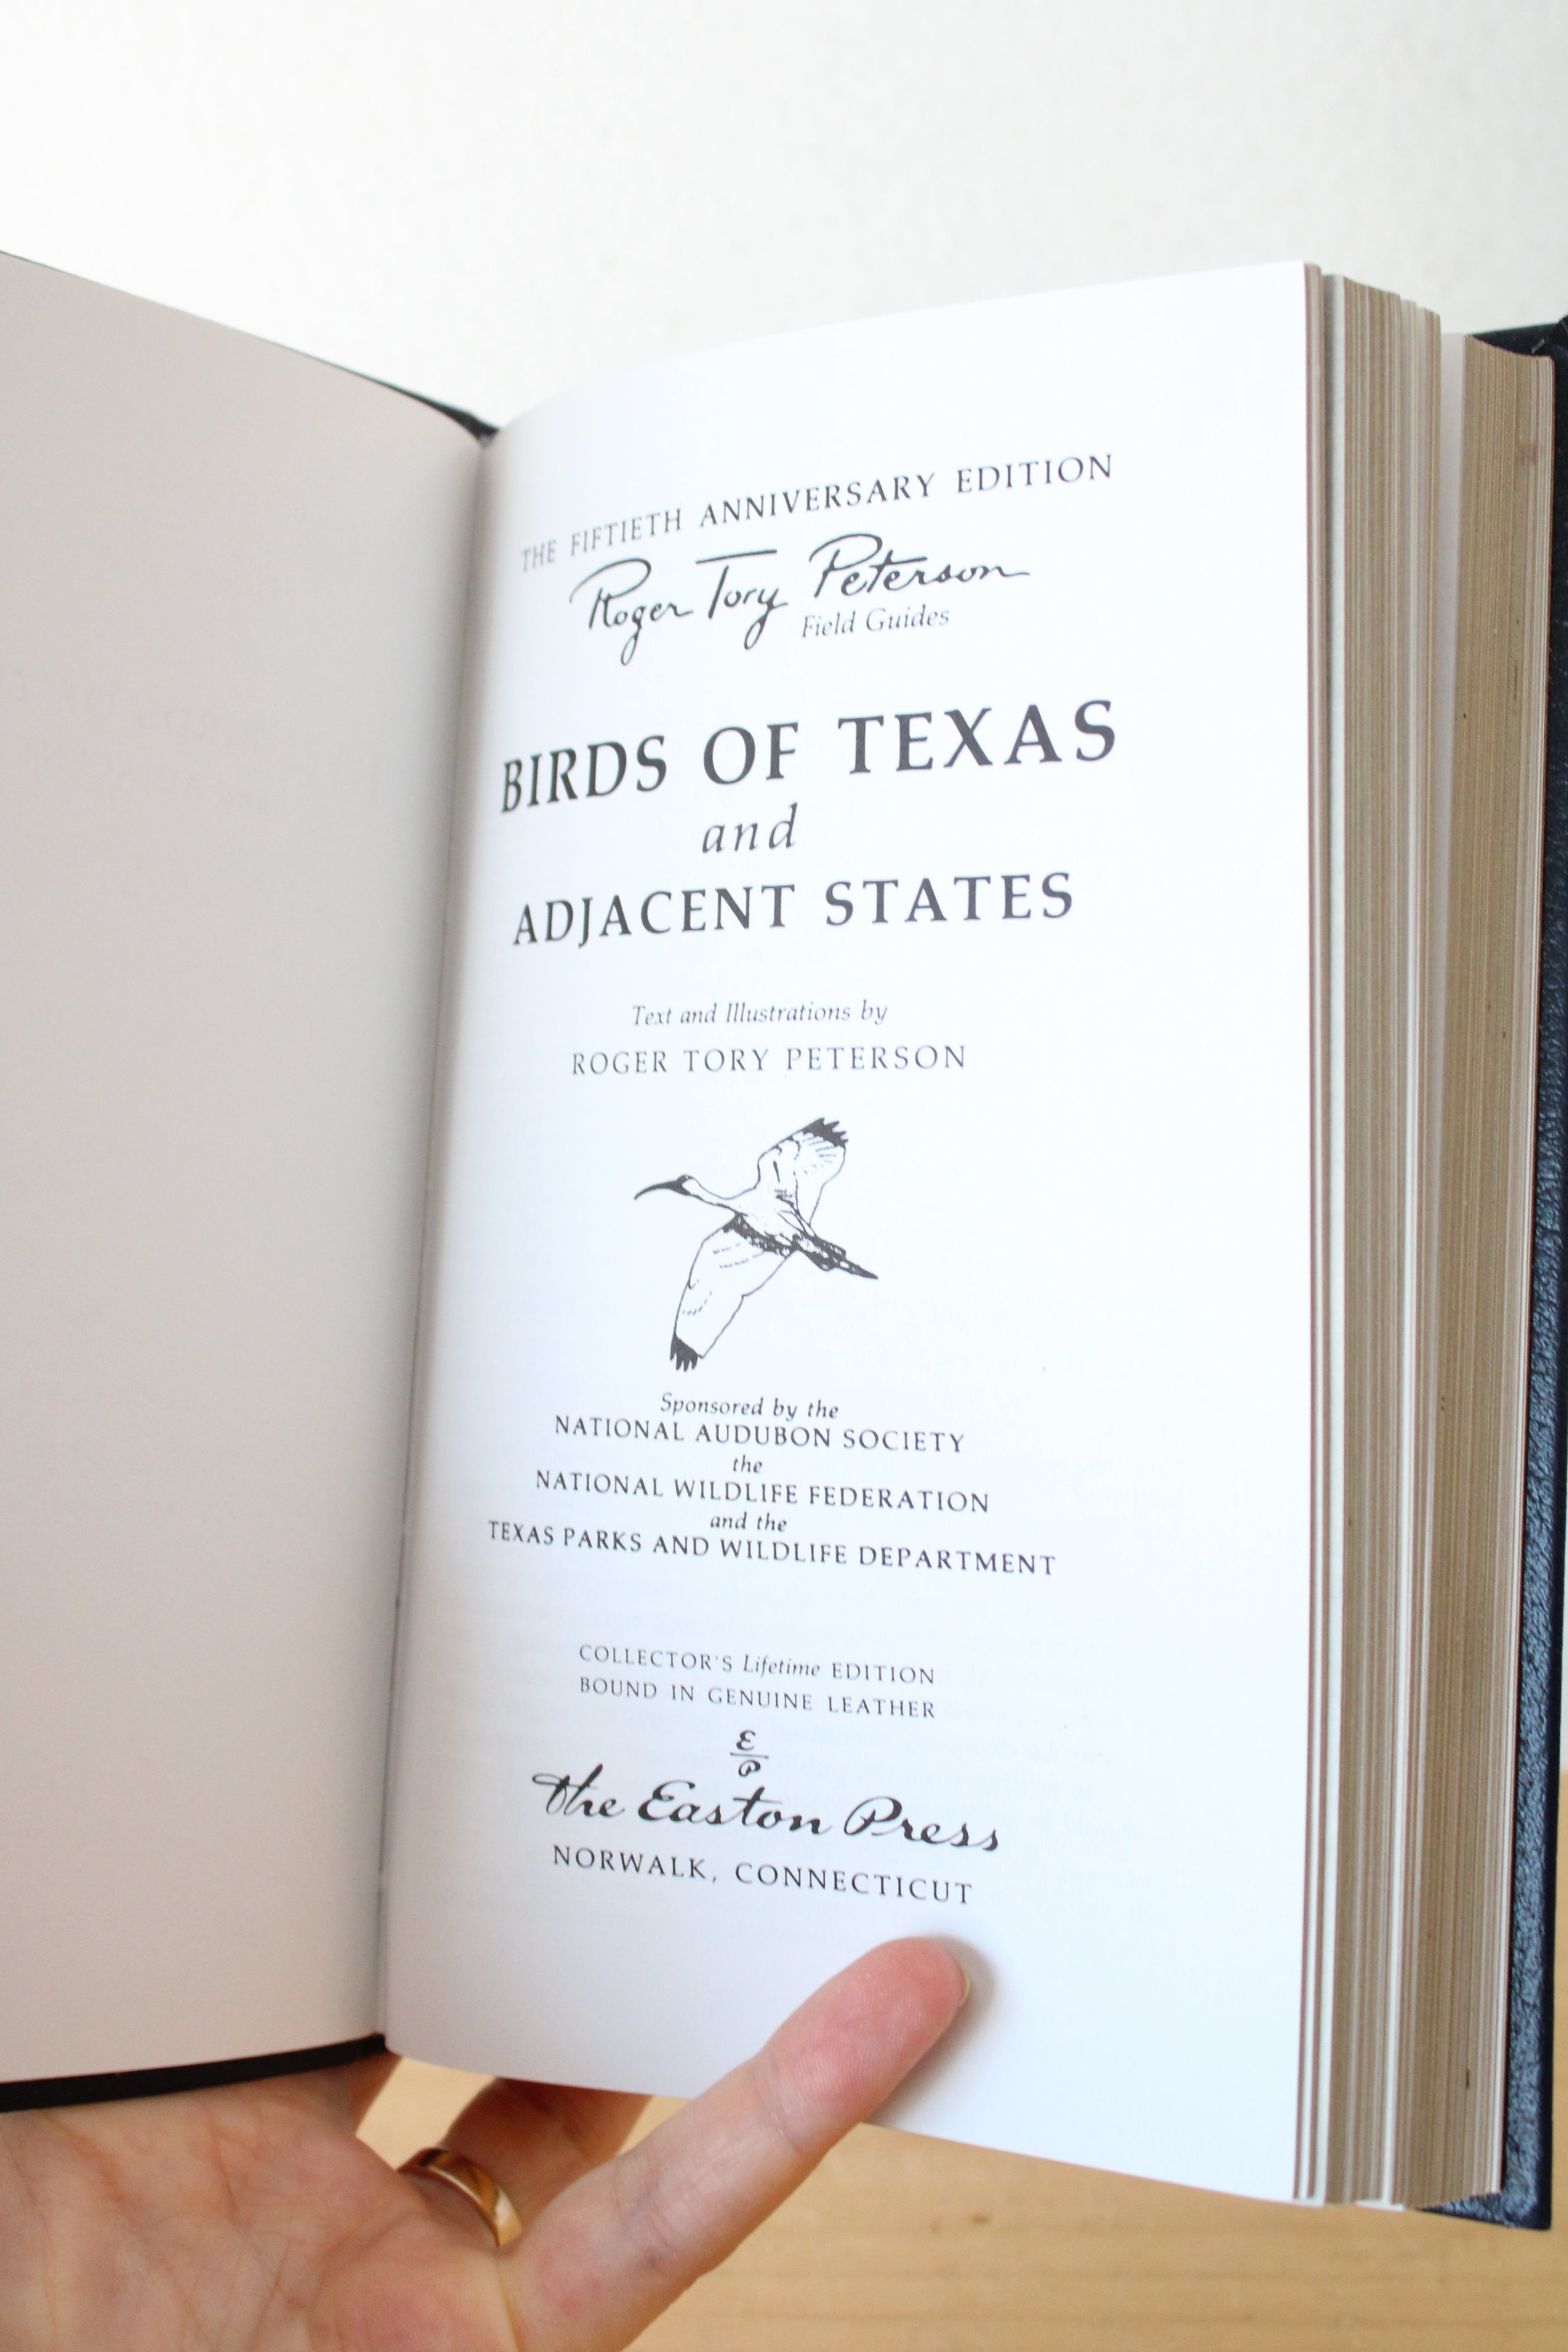 THE FIFTIETH ANNIVERSARY EDITION
Roger Tory Peterson
Field Guides
BIRDS OF TEXAS
and
ADJACENT STATES
Text and Illustrations by
ROGER TORY PETERSON
Sponsored by the
NATIONAL AUDUBON SOCIETY
the
NATIONAL WILDLIFE FEDERATION
and the
TEXAS PARKS AND WILDLIFE DEPARTMENT
COLLECTOR'S Lifetime EDITION
BOUND IN GENUINE LEATHER
E
P
The Easton Press
NORWALK, CONNECTICUT